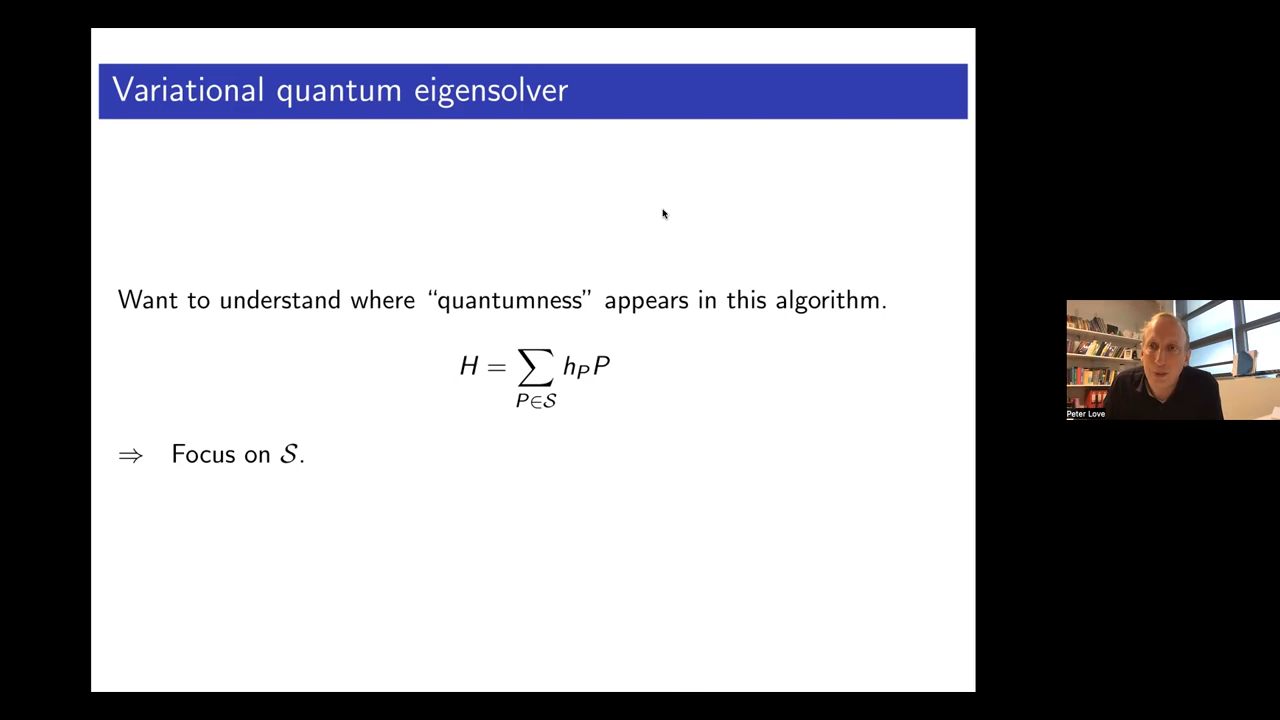 Variational quantum eigensolver
Want to understand where “quantumness” appears in this algorithm.
H = ∑_{P∈𝒮} h_P P
⇒ Focus on 𝒮.
Peter Love